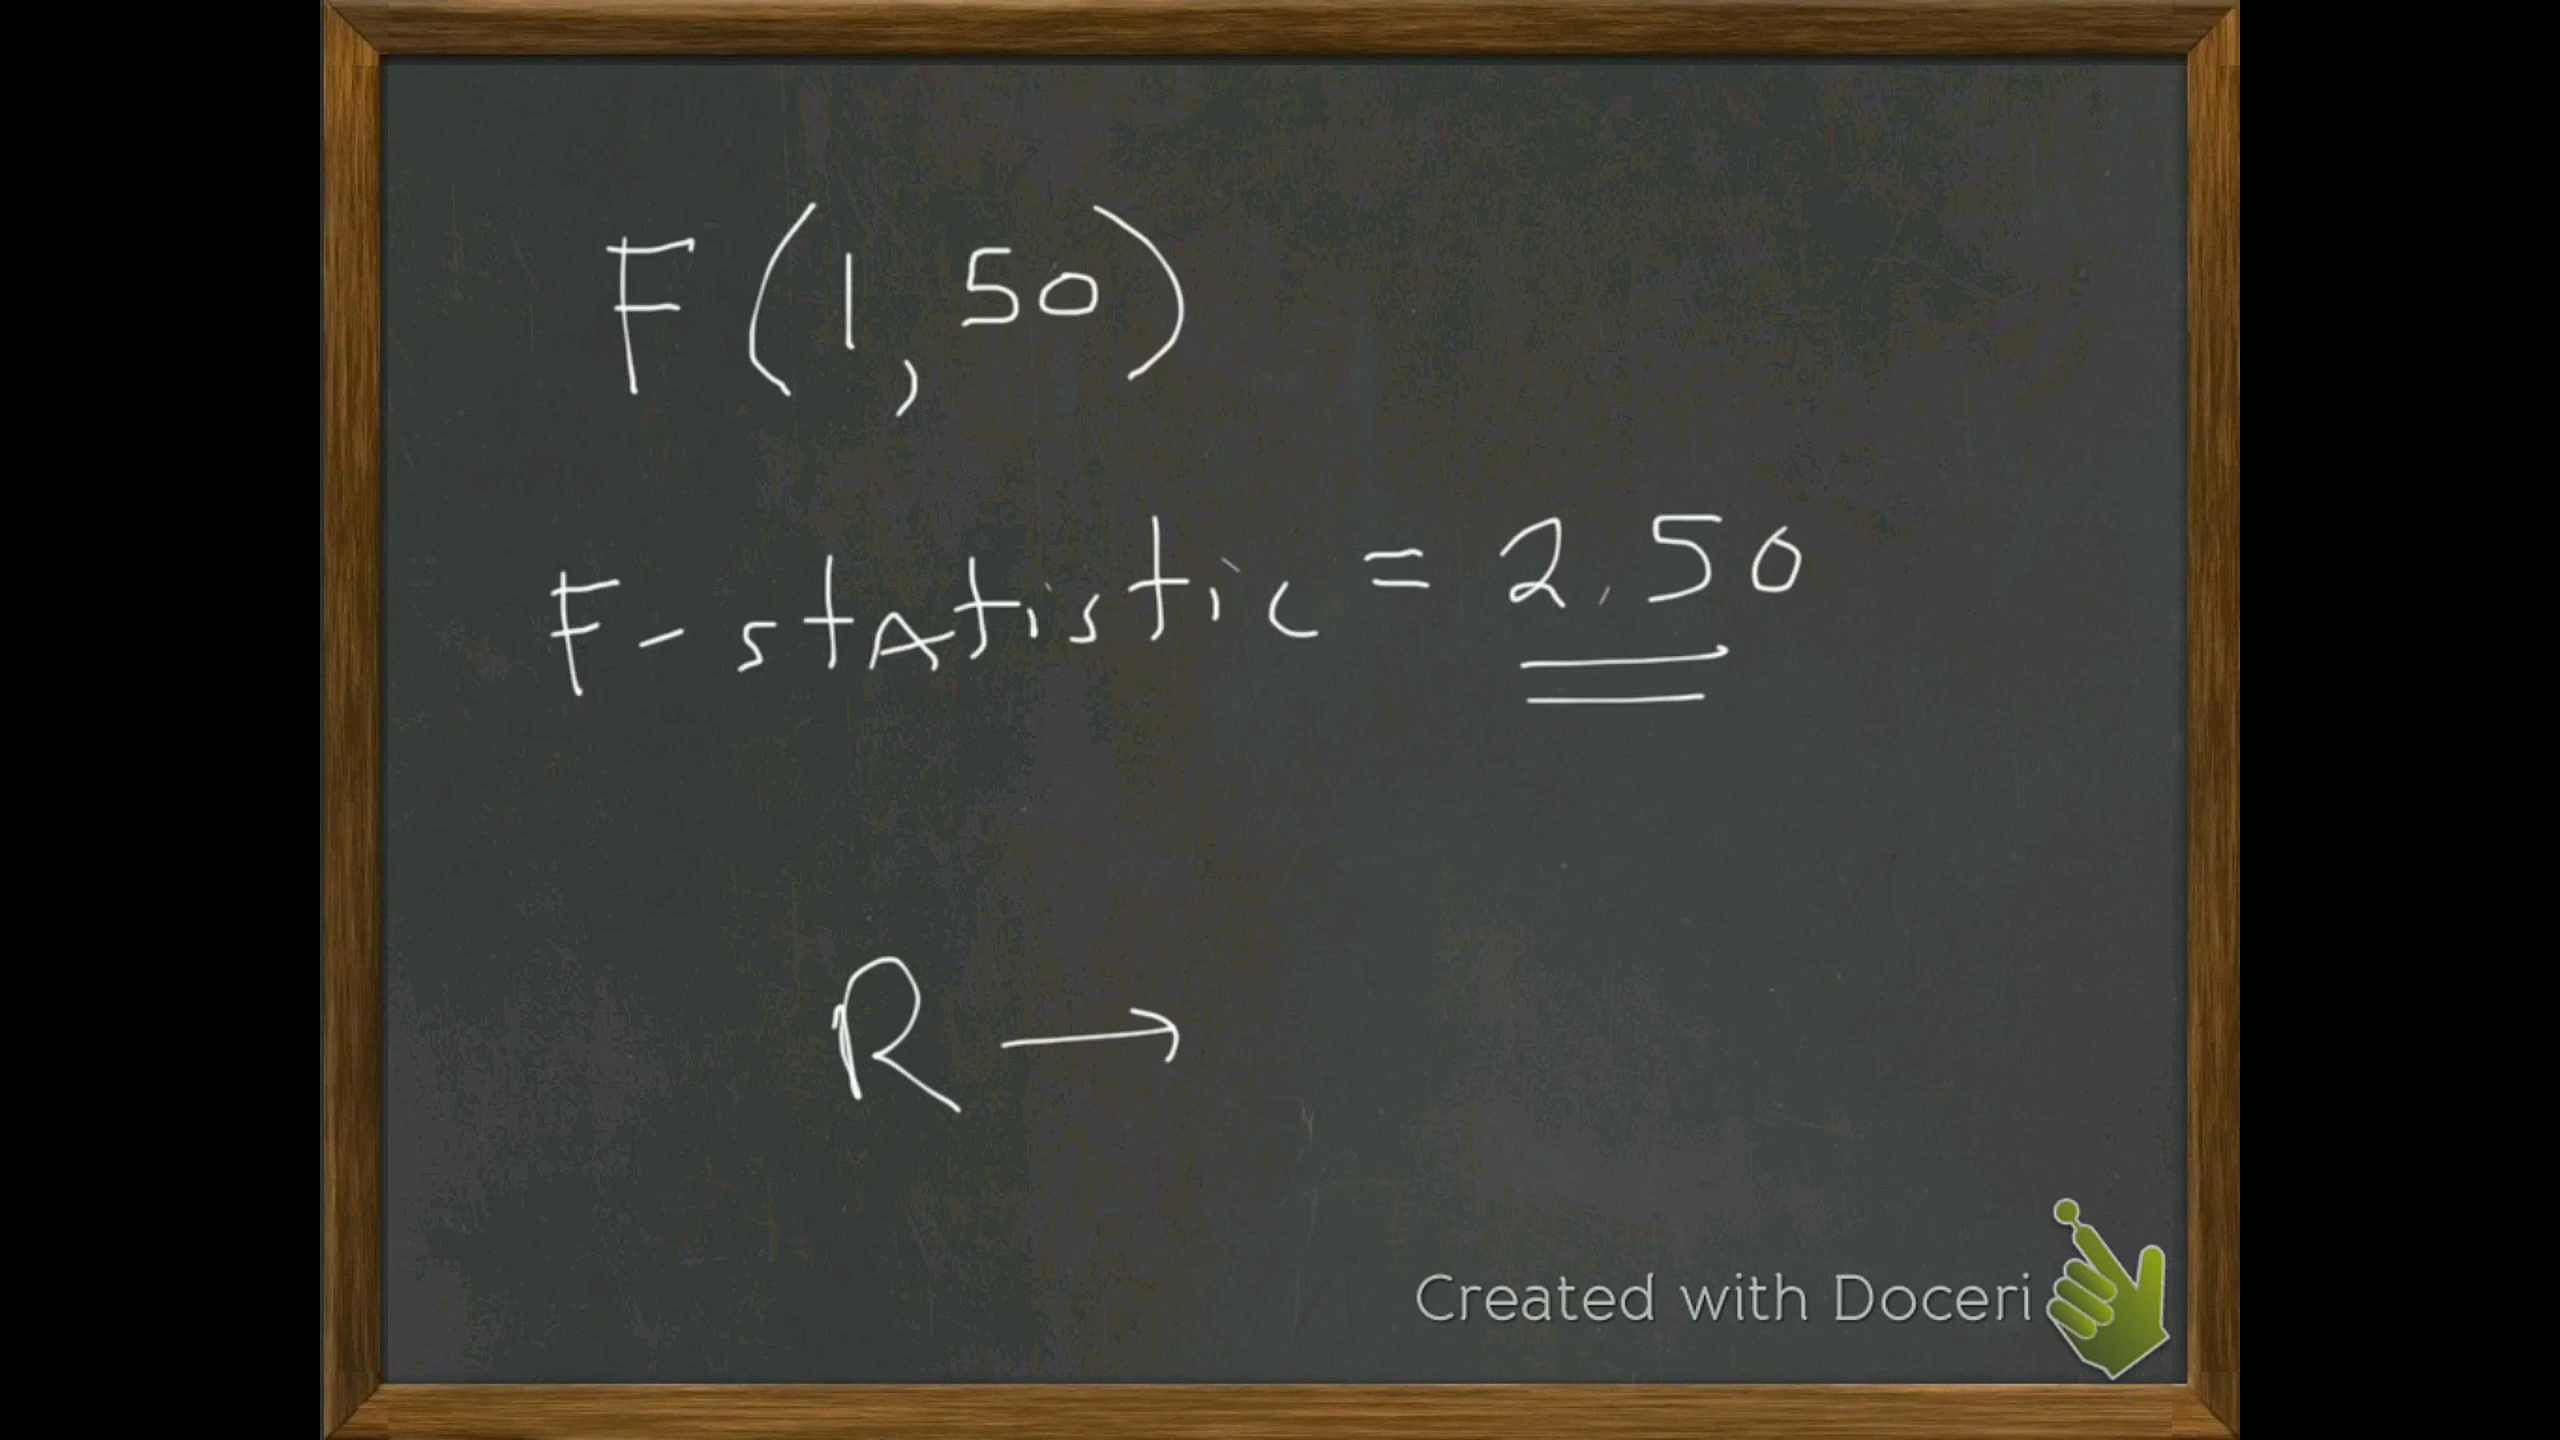 F(1, 50)
F-statistic = 2.50
R →
Created with Doceri